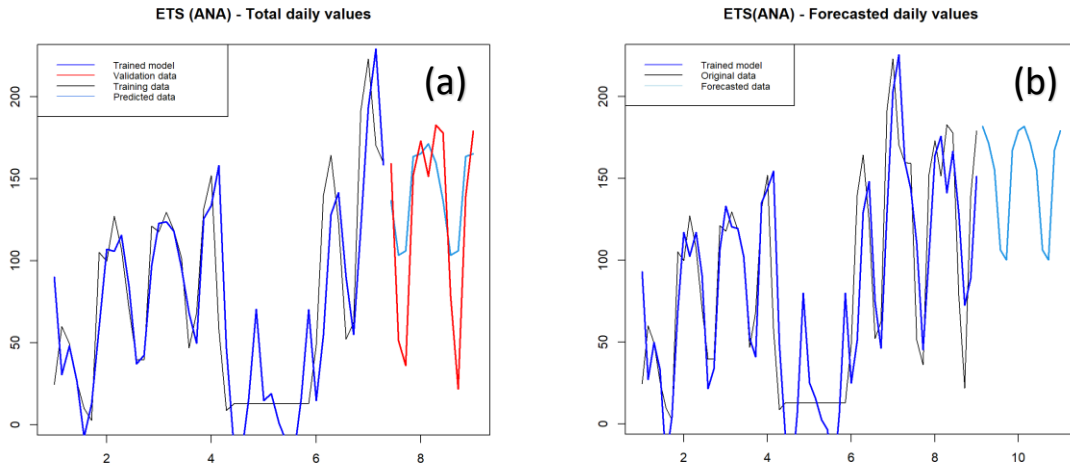 ETS (ANA) - Total daily values
Trained model
Validation data
Training data
Predicted data
(a)
200
150
100
50
0
2
4
6
8
ETS(ANA) - Forecasted daily values
Trained model
Original data
Forecasted data
(b)
200
150
100
50
0
2
4
6
8
10